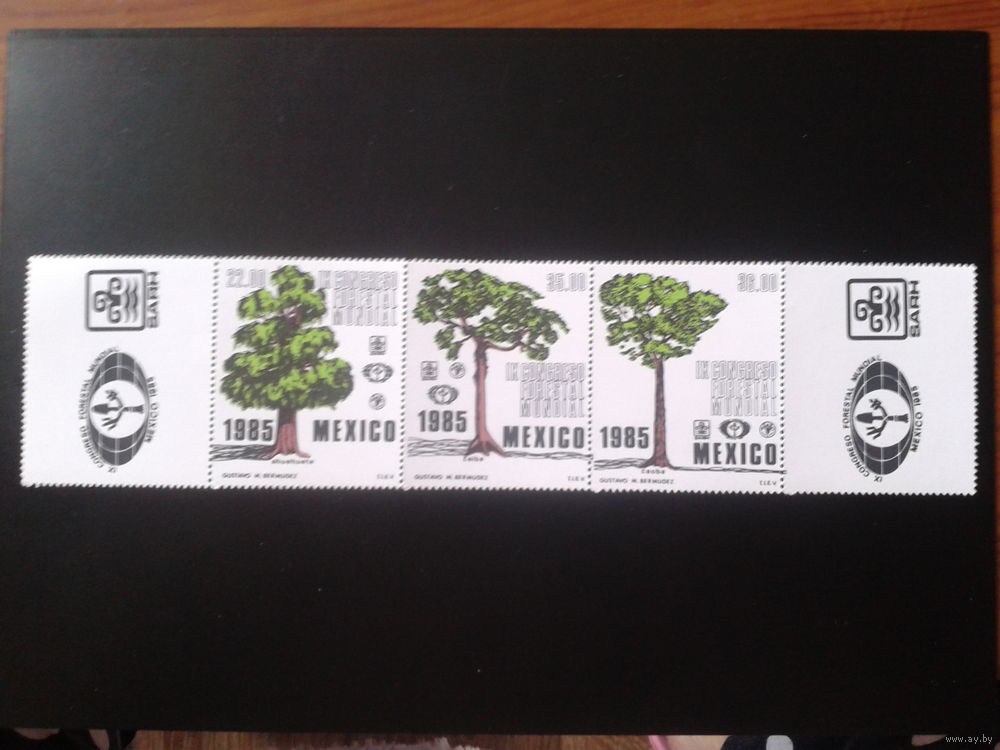 SARH
IX CONGRESO FORESTAL MUNDIAL
MEXICO 1985
22.00
IX CONGRESO
FORESTAL
MUNDIAL
1985
MEXICO
ahuehuete
GUSTAVO M. BERMUDEZ
T.I.E.V.
35.00
IX CONGRESO
FORESTAL
MUNDIAL
1985
MEXICO
ceiba
GUSTAVO M. BERMUDEZ
T.I.E.V.
36.00
IX CONGRESO
FORESTAL
MUNDIAL
1985
MEXICO
caoba
GUSTAVO M. BERMUDEZ
T.I.E.V.
SARH
IX CONGRESO FORESTAL MUNDIAL
MEXICO 1985
www.ay.by